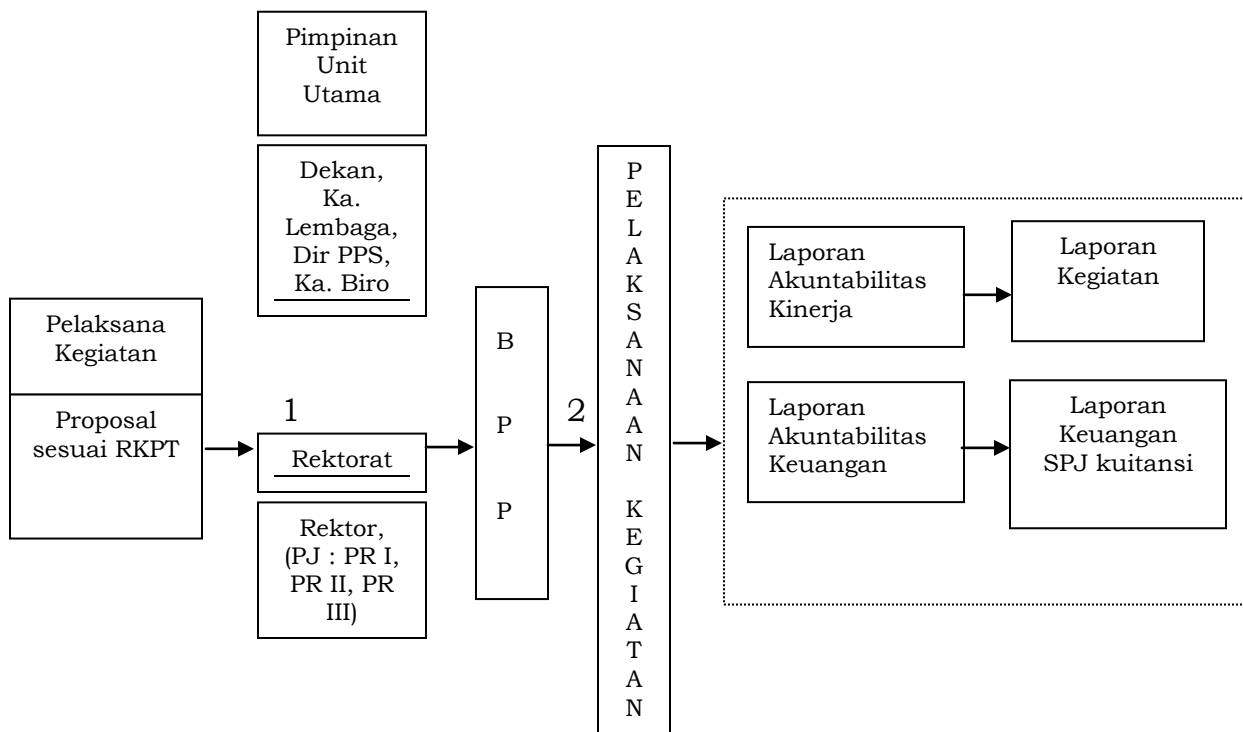 Pimpinan
Unit
Utama
Dekan,
Ka.
Lembaga,
Dir PPS,
Ka. Biro
Pelaksana
Kegiatan
Proposal
sesuai RKPT
1
Rektorat
Rektor,
(PJ : PR I,
PR II, PR
III)
B
P
P
2
P
E
L
A
K
S
A
N
A
A
N
K
E
G
I
A
T
A
N
Laporan
Akuntabilitas
Kinerja
Laporan
Kegiatan
Laporan
Akuntabilitas
Keuangan
Laporan
Keuangan
SPJ kuitansi